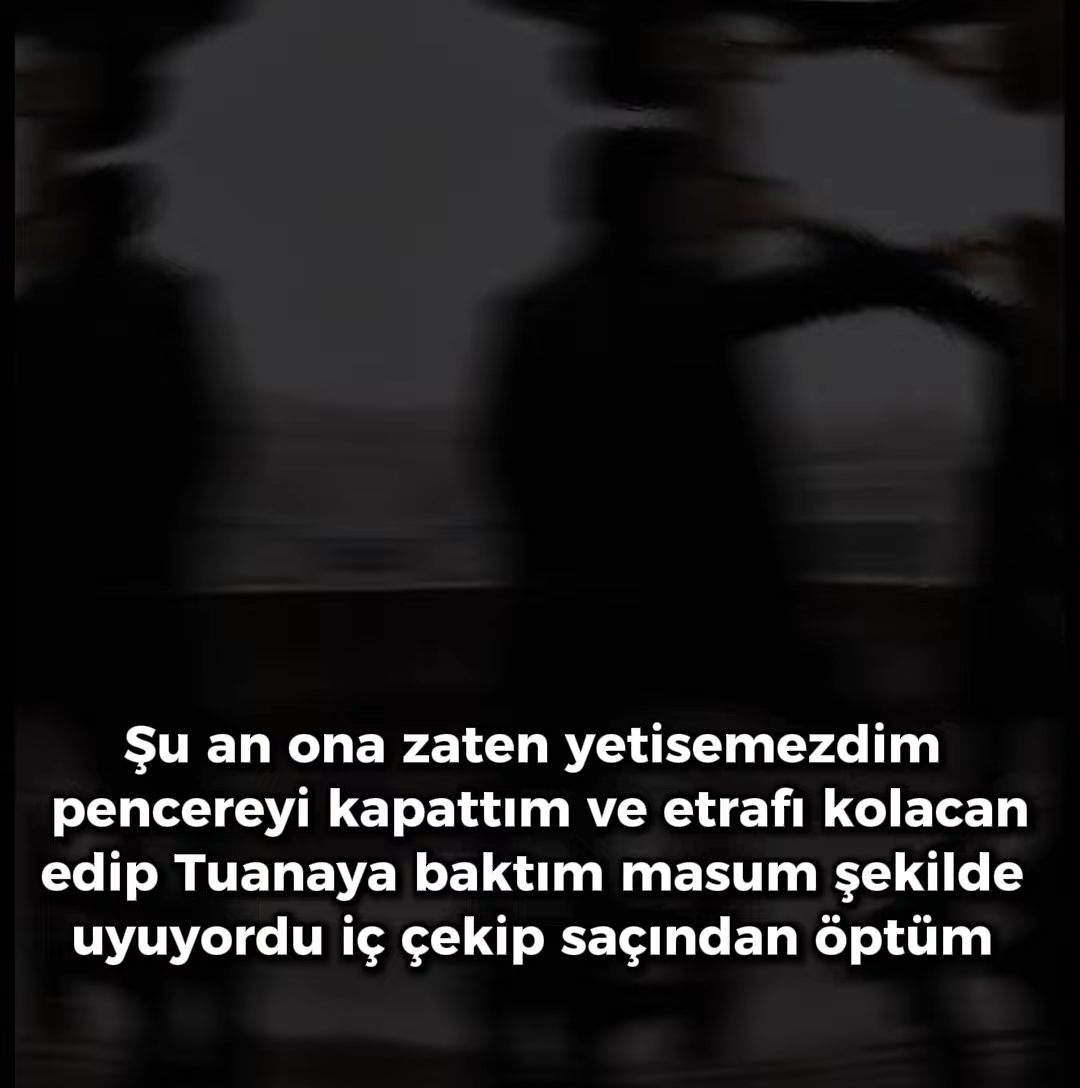 Şu an ona zaten yetisemezdim
pencereyi kapattım ve etrafı kolacan
edip Tuanaya baktım masum şekilde
uyuyordu iç çekip saçından öptüm